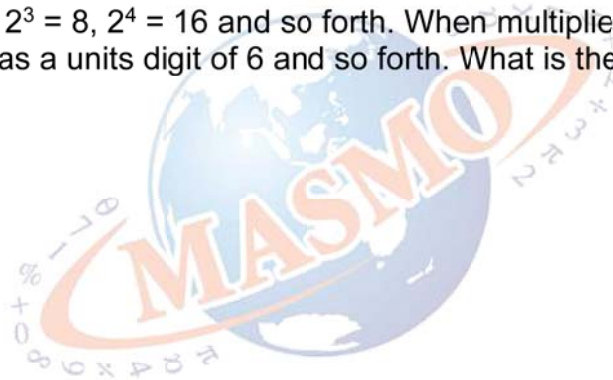 2³ = 8, 2⁴ = 16 and so forth. When multiplie
as a units digit of 6 and so forth. What is the
MASMO